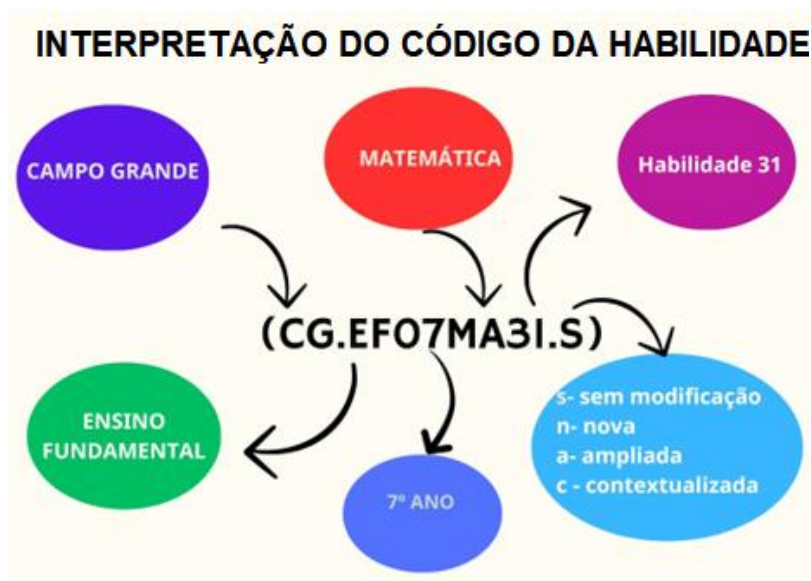 INTERPRETAÇÃO DO CÓDIGO DA HABILIDADE
CAMPO GRANDE
MATEMÁTICA
Habilidade 31
(CG.EF07MA31.S)
ENSINO
FUNDAMENTAL
7º ANO
s- sem modificação
n- nova
a- ampliada
c - contextualizada